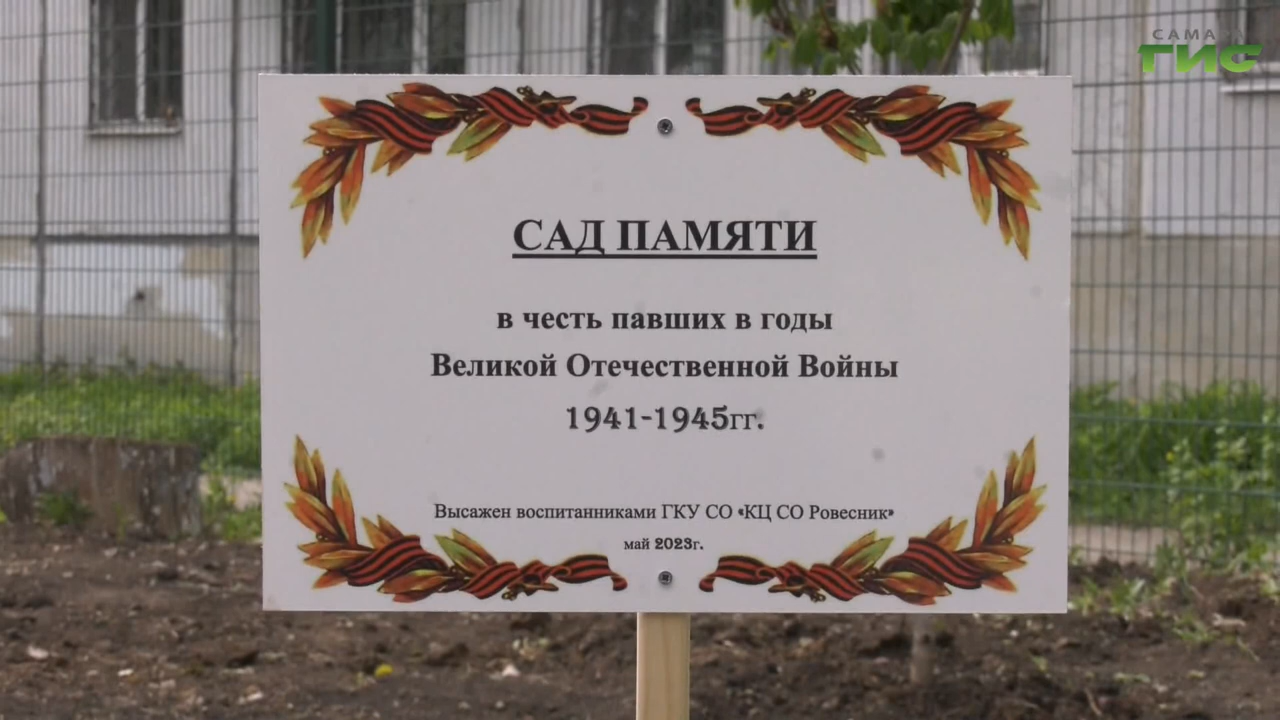 САМАРА
ГИС
САД ПАМЯТИ
в честь павших в годы
Великой Отечественной Войны
1941-1945гг.
Высажен воспитанниками ГКУ СО «КЦ СО Ровесник»
май 2023г.